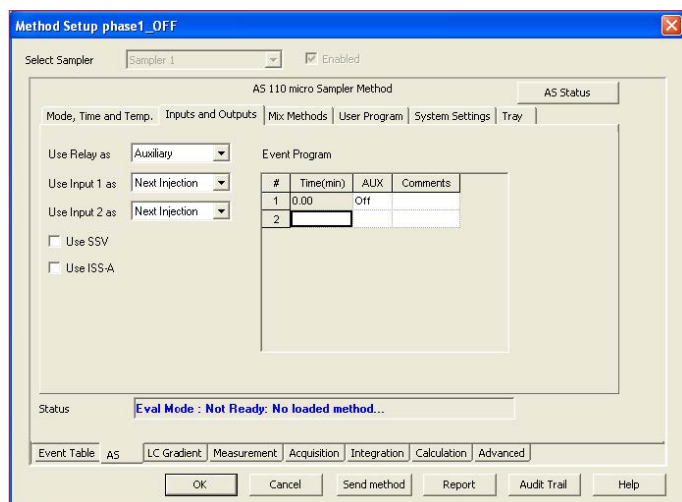 Method Setup phase1_OFF
Select Sampler Sampler 1 Enabled
AS 110 micro Sampler Method AS Status
Mode, Time and Temp. Inputs and Outputs Mix Methods User Program System Settings Tray
Use Relay as Auxiliary Event Program
# Time(min) AUX Comments
Use Input 1 as Next Injection
1 0.00 Off
Use Input 2 as Next Injection
2
Use SSV
Use ISS-A
Status Eval Mode : Not Ready: No loaded method...
Event Table AS LC Gradient Measurement Acquisition Integration Calculation Advanced
OK Cancel Send method Report Audit Trail Help